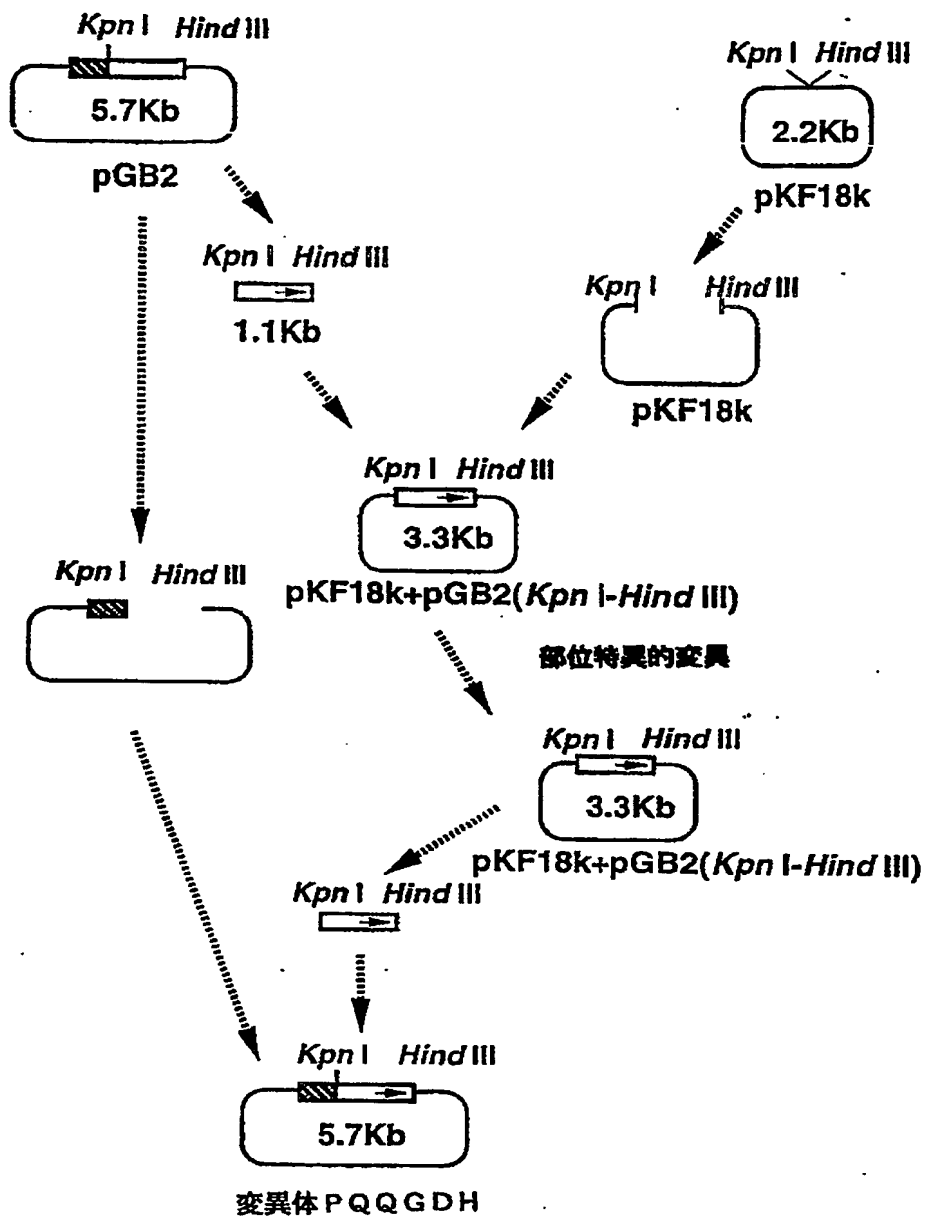 Kpn I Hind III
5.7Kb
pGB2
Kpn I Hind III
2.2Kb
pKF18k
Kpn I Hind III
1.1Kb
Kpn I Hind III
pKF18k
Kpn I Hind III
3.3Kb
pKF18k+pGB2(Kpn I-Hind III)
Kpn I Hind III
部位特異的変異
Kpn I Hind III
3.3Kb
pKF18k+pGB2(Kpn I-Hind III)
Kpn I Hind III
Kpn I Hind III
5.7Kb
変異体PQQGDH